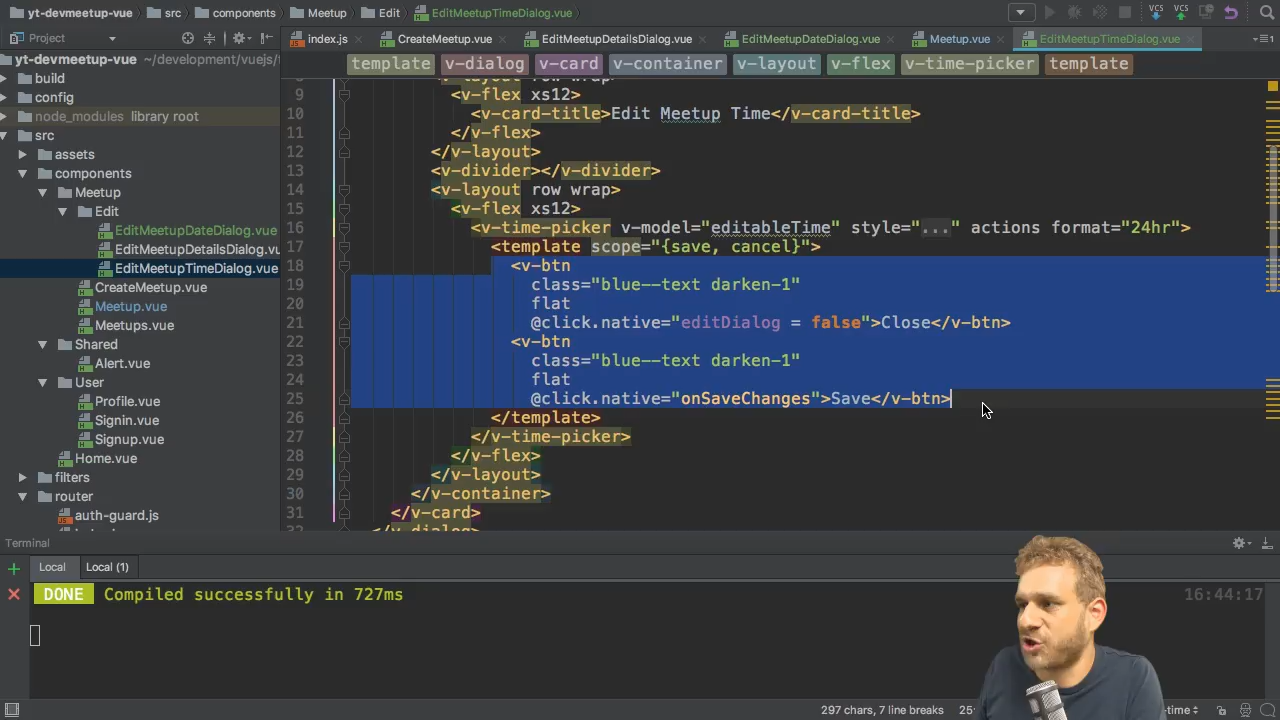 yt-devmeetup-vue src components Meetup Edit EditMeetupTimeDialog.vue
VCS VCS
Project
index.js CreateMeetup.vue EditMeetupDetailsDialog.vue EditMeetupDateDialog.vue Meetup.vue EditMeetupTimeDialog.vue
yt-devmeetup-vue ~/development/vuejs/
template v-dialog v-card v-container v-layout v-flex v-time-picker template
build
config
node_modules library root
src
assets
components
Meetup
Edit
EditMeetupDateDialog.vue
EditMeetupDetailsDialog.vu
EditMeetupTimeDialog.vue
CreateMeetup.vue
Meetup.vue
Meetups.vue
Shared
Alert.vue
User
Profile.vue
Signin.vue
Signup.vue
Home.vue
filters
router
auth-guard.js
<v-layout row wrap>
9 <v-flex xs12>
10 <v-card-title>Edit Meetup Time</v-card-title>
11 </v-flex>
12 </v-layout>
13 <v-divider></v-divider>
14 <v-layout row wrap>
15 <v-flex xs12>
16 <v-time-picker v-model="editableTime" style="..." actions format="24hr">
17 <template scope="{save, cancel}">
18 <v-btn
19 class="blue--text darken-1"
20 flat
21 @click.native="editDialog = false">Close</v-btn>
22 <v-btn
23 class="blue--text darken-1"
24 flat
25 @click.native="onSaveChanges">Save</v-btn>
26 </template>
27 </v-time-picker>
28 </v-flex>
29 </v-layout>
30 </v-container>
31 </v-card>
32 </v-dialog>
Terminal
Local Local (1)
DONE Compiled successfully in 727ms 16:44:17
297 chars, 7 line breaks 25